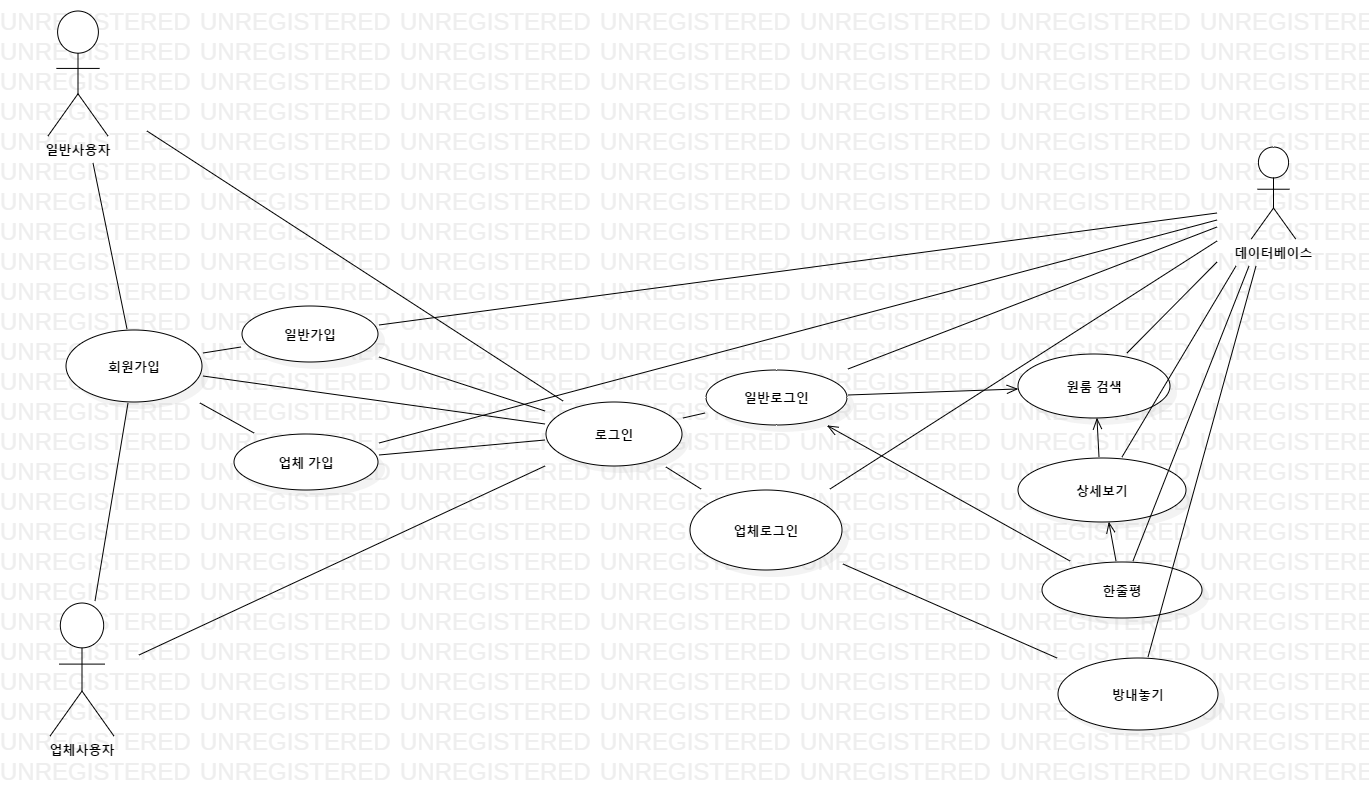 일반사용자
데이터베이스
일반가입
회원가입
원룸 검색
일반로그인
로그인
업체 가입
상세보기
업체로그인
한줄평
방내놓기
업체사용자
UNREGISTERED UNREGISTERED UNREGISTERED UNREGISTERED UNREGISTERED UNREGISTERED UNREGISTERE